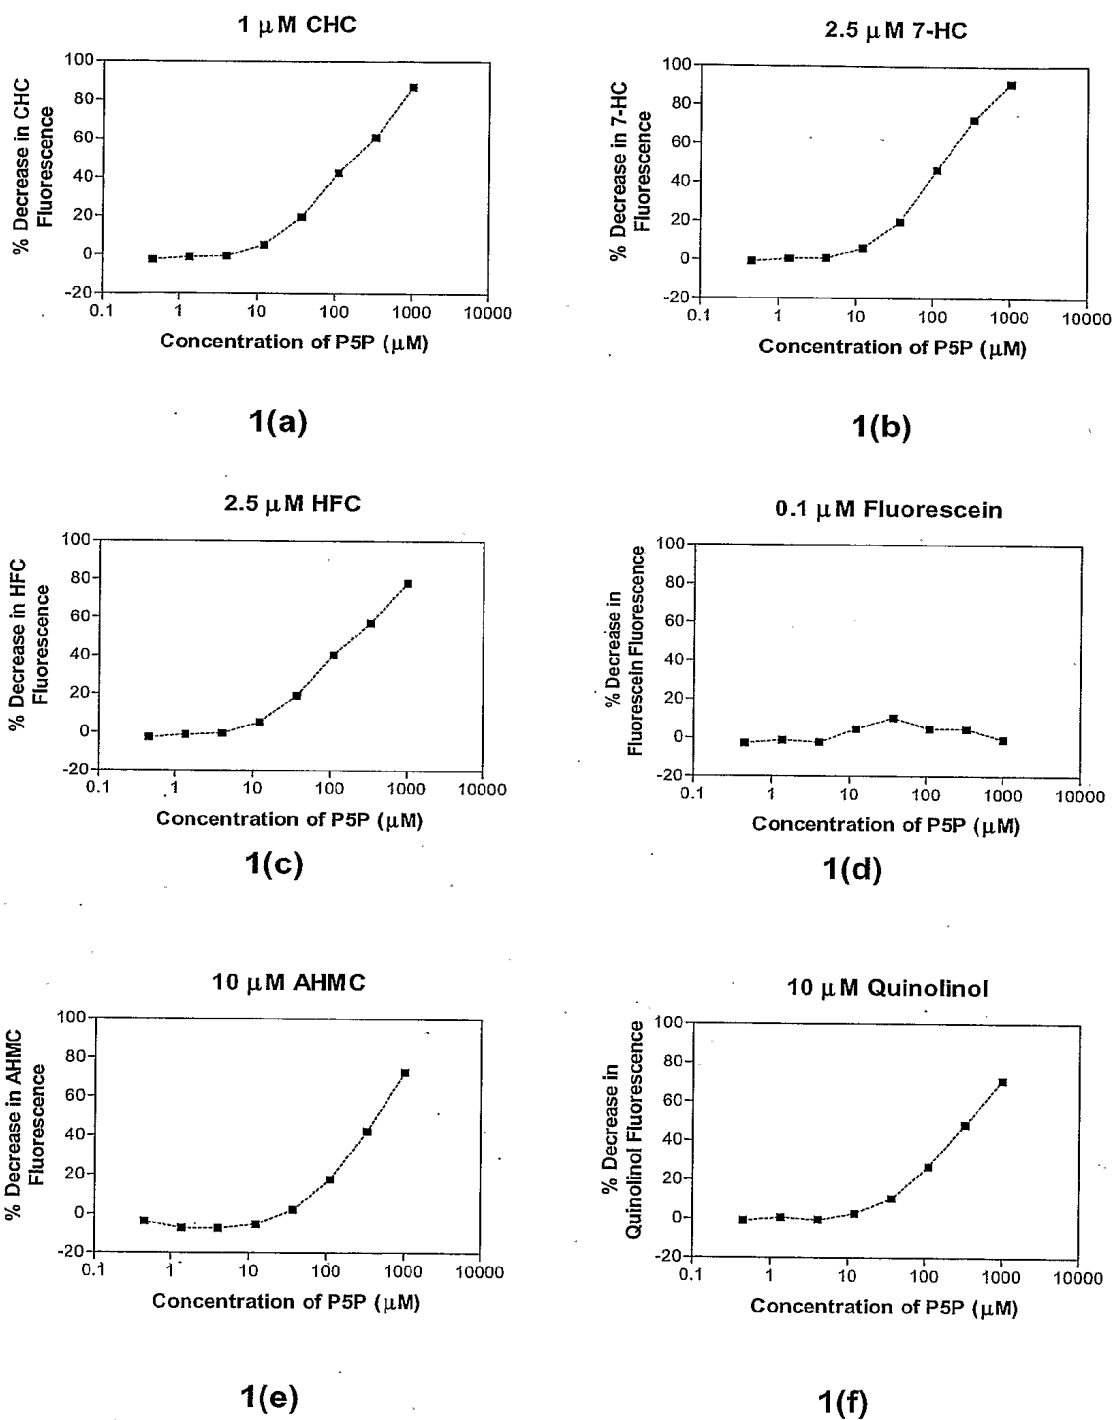 1 µM CHC
% Decrease in CHC
Fluorescence
100
80
60
40
20
0
-20
0.1 1 10 100 1000 10000
Concentration of P5P (µM)
1(a)
2.5 µM 7-HC
% Decrease in 7-HC
Fluorescence
100
80
60
40
20
0
-20
0.1 1 10 100 1000 10000
Concentration of P5P (µM)
1(b)
2.5 µM HFC
% Decrease in HFC
Fluorescence
100
80
60
40
20
0
-20
0.1 1 10 100 1000 10000
Concentration of P5P (µM)
1(c)
0.1 µM Fluorescein
% Decrease in
Fluorescein Fluorescence
100
80
60
40
20
0
-20
0.1 1 10 100 1000 10000
Concentration of P5P (µM)
1(d)
10 µM AHMC
% Decrease in AHMC
Fluorescence
100
80
60
40
20
0
-20
0.1 1 10 100 1000 10000
Concentration of P5P (µM)
1(e)
10 µM Quinolinol
% Decrease in
Quinolinol Fluorescence
100
80
60
40
20
0
-20
0.1 1 10 100 1000 10000
Concentration of P5P (µM)
1(f)